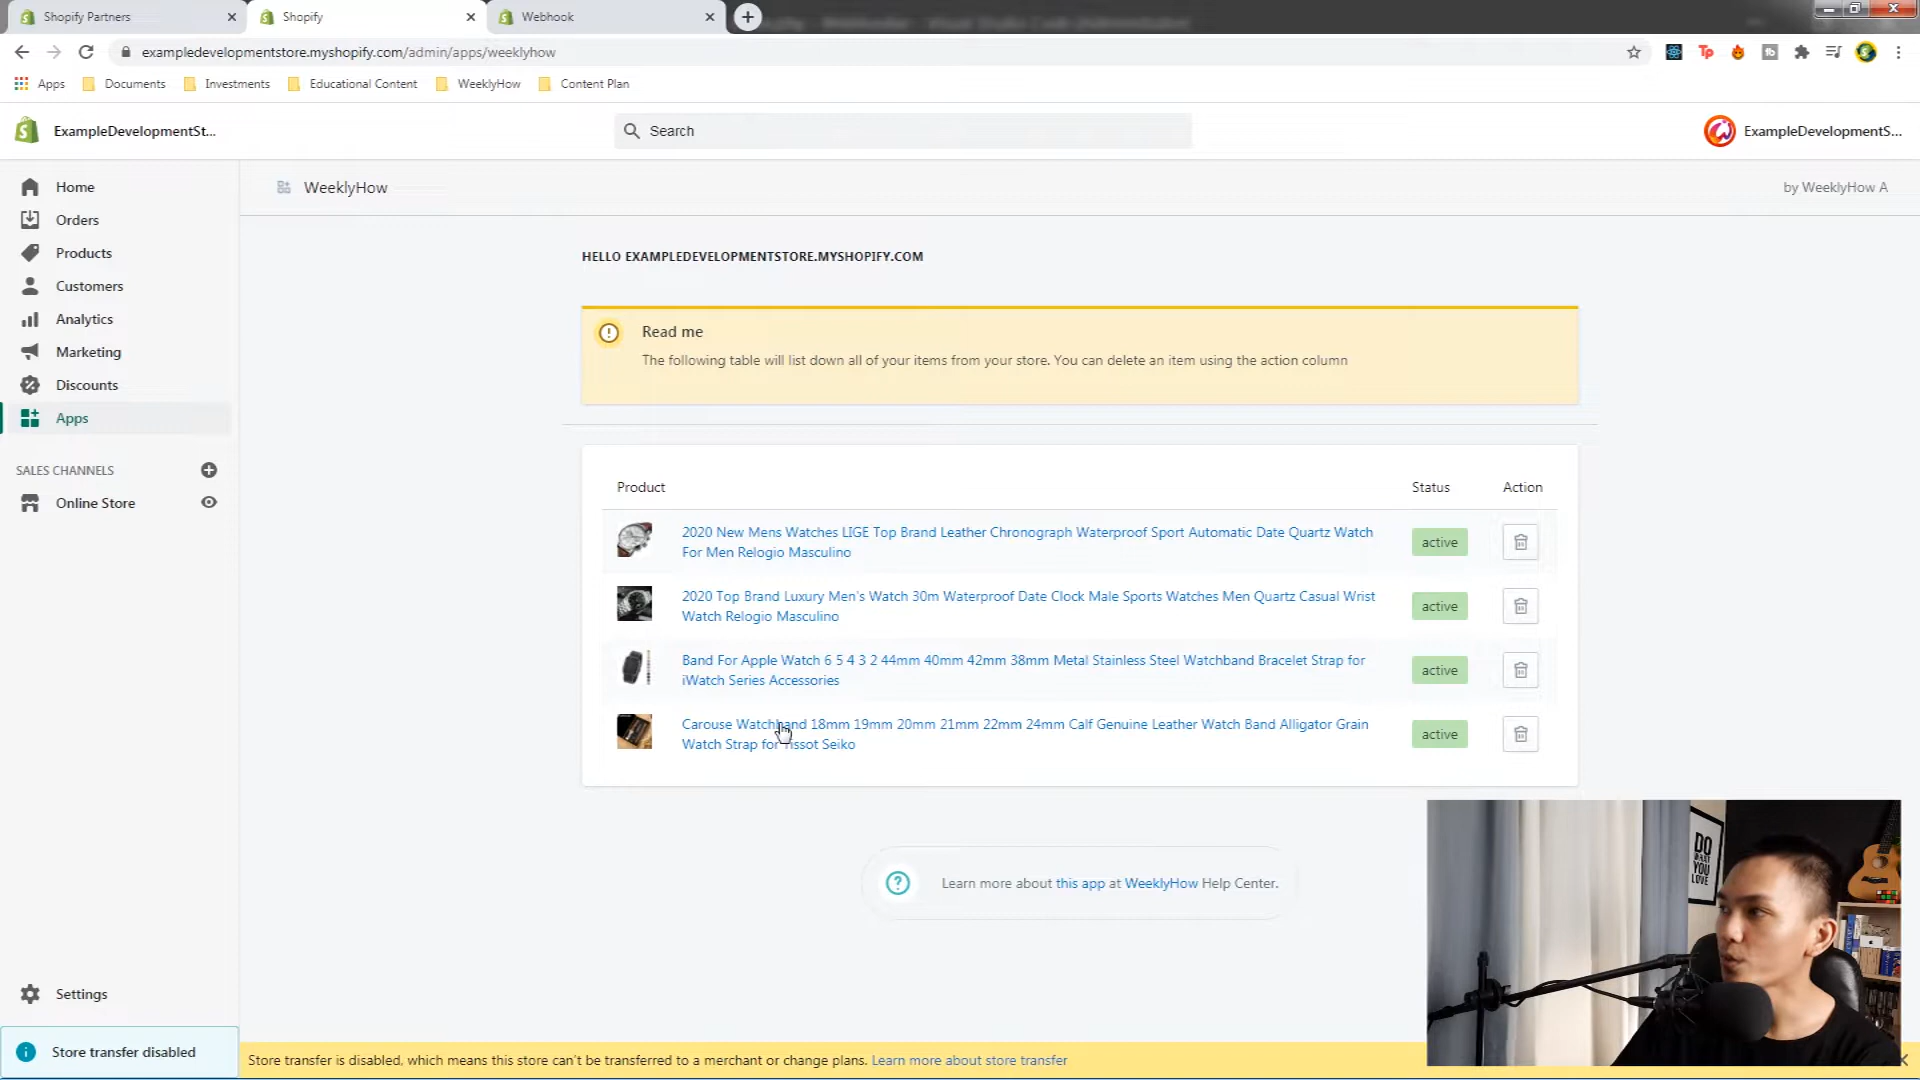 Shopify Partners
Shopify
Webhook
exampledevelopmentstore.myshopify.com/admin/apps/weeklyhow
Apps
Documents
Investments
Educational Content
WeeklyHow
Content Plan
ExampleDevelopmentSt...
Search
ExampleDevelopmentS...
Home
Orders
Products
Customers
Analytics
Marketing
Discounts
Apps
SALES CHANNELS
Online Store
Settings
Store transfer disabled
WeeklyHow
by WeeklyHow A
HELLO EXAMPLEDEVELOPMENTSTORE.MYSHOPIFY.COM
Read me
The following table will list down all of your items from your store. You can delete an item using the action column
Product Status Action
2020 New Mens Watches LIGE Top Brand Leather Chronograph Waterproof Sport Automatic Date Quartz Watch
For Men Relogio Masculino
active
2020 Top Brand Luxury Men's Watch 30m Waterproof Date Clock Male Sports Watches Men Quartz Casual Wrist
Watch Relogio Masculino
active
Band For Apple Watch 6 5 4 3 2 44mm 40mm 42mm 38mm Metal Stainless Steel Watchband Bracelet Strap for
iWatch Series Accessories
active
Carouse Watchband 18mm 19mm 20mm 21mm 22mm 24mm Calf Genuine Leather Watch Band Alligator Grain
Watch Strap for Tissot Seiko
active
Learn more about this app at WeeklyHow Help Center.
DO
WHAT
YOU
LOVE
Store transfer is disabled, which means this store can't be transferred to a merchant or change plans. Learn more about store transfer